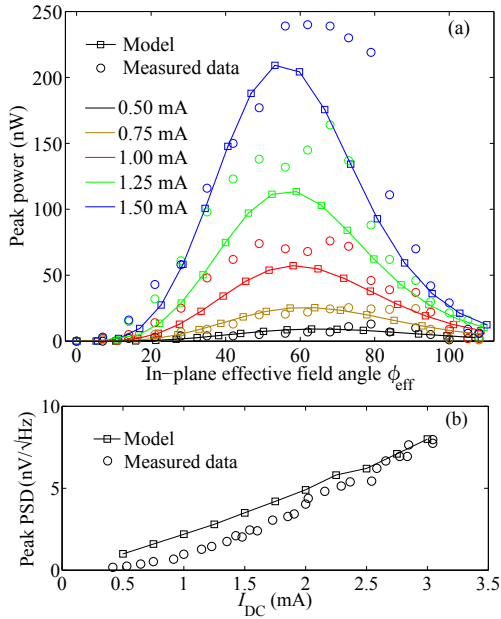 250
200
150
100
50
0
Peak power (nW)
(a)
Model
Measured data
0.50 mA
0.75 mA
1.00 mA
1.25 mA
1.50 mA
0 20 40 60 80 100
In−plane effective field angle ϕeff
10
5
0
Peak PSD (nV/√Hz)
(b)
Model
Measured data
0 0.5 1 1.5 2 2.5 3 3.5
IDC (mA)